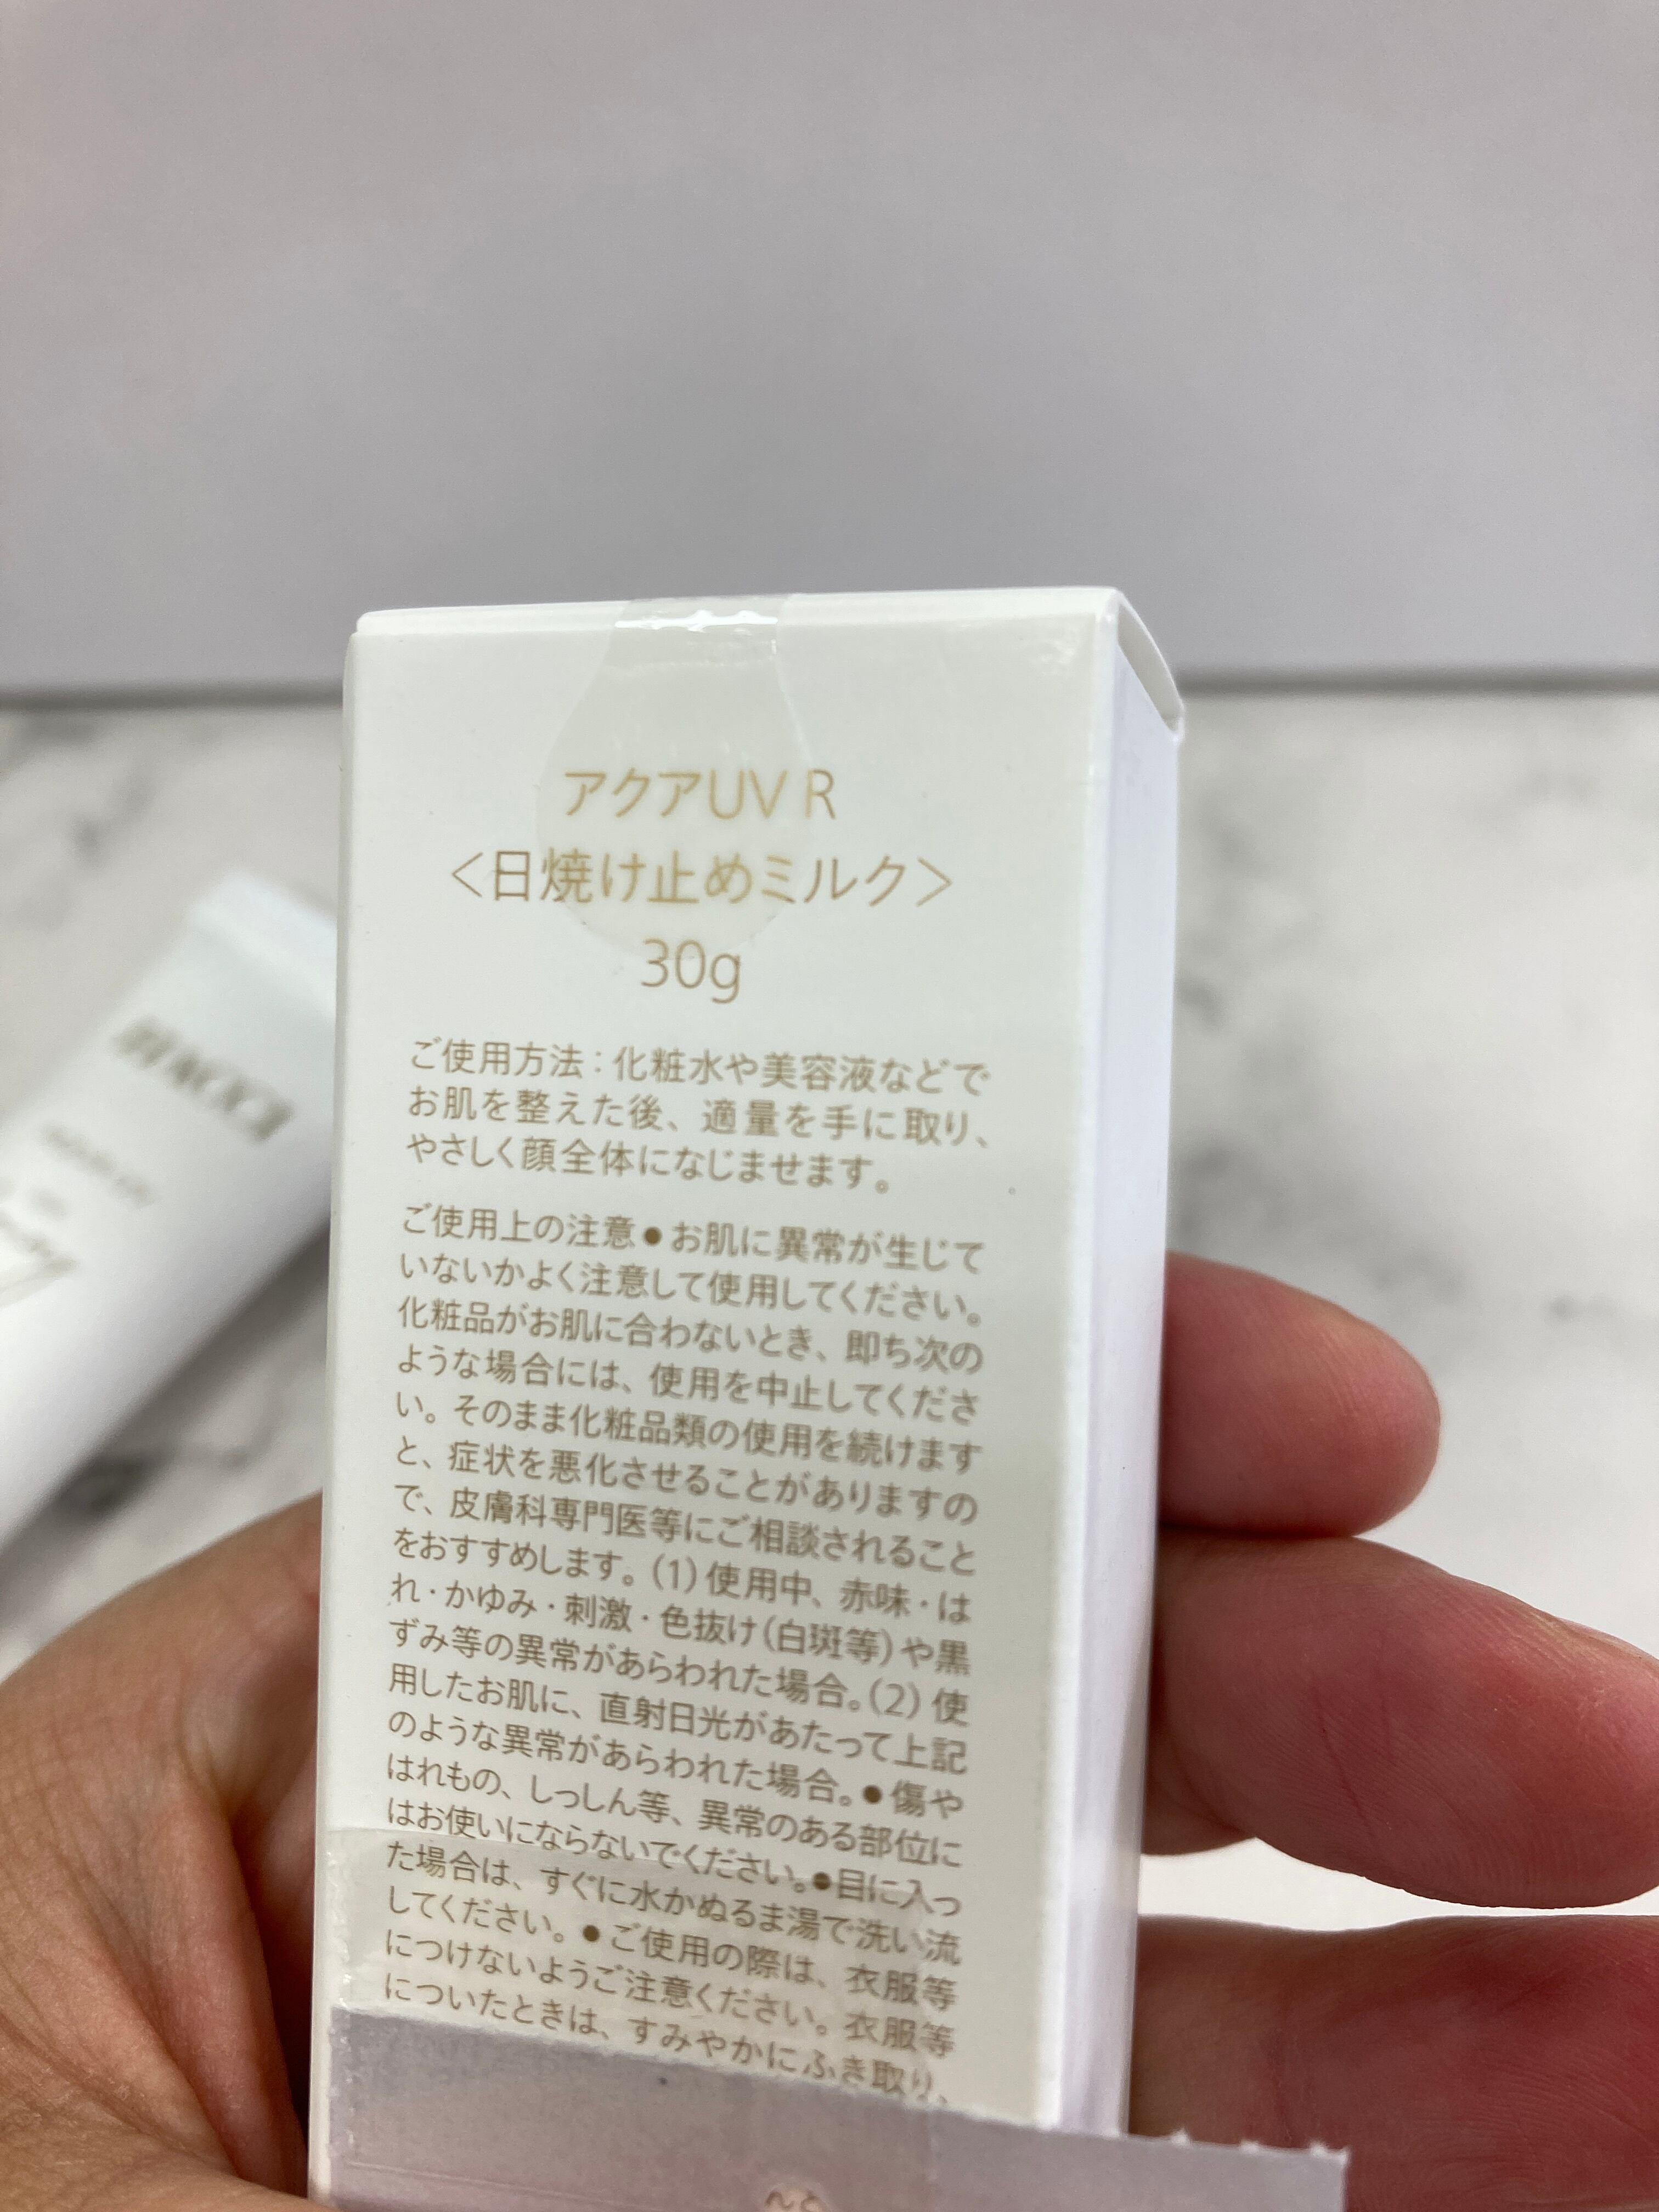 アクアUV R
＜日焼け止めミルク＞
30g
ご使用方法：化粧水や美容液などで
お肌を整えた後、適量を手に取り、
やさしく顔全体になじませます。
ご使用上の注意●お肌に異常が生じて
いないかよく注意して使用してください。
化粧品がお肌に合わないとき、即ち次の
ような場合には、使用を中止してくださ
い。そのまま化粧品類の使用を続けます
と、症状を悪化させることがありますの
で、皮膚科専門医等にご相談されること
をおすすめします。（1）使用中、赤味・は
れ・かゆみ・刺激・色抜け（白斑等）や黒
ずみ等の異常があらわれた場合。（2）使
用したお肌に、直射日光があたって上記
のような異常があらわれた場合。●傷や
はれもの、しっしん等、異常のある部位に
はお使いにならないでください。●目に入っ
た場合は、すぐに水かぬるま湯で洗い流
してください。●ご使用の際は、衣服等
につけないようご注意ください。衣服等
についたときは、すみやかにふき取り、